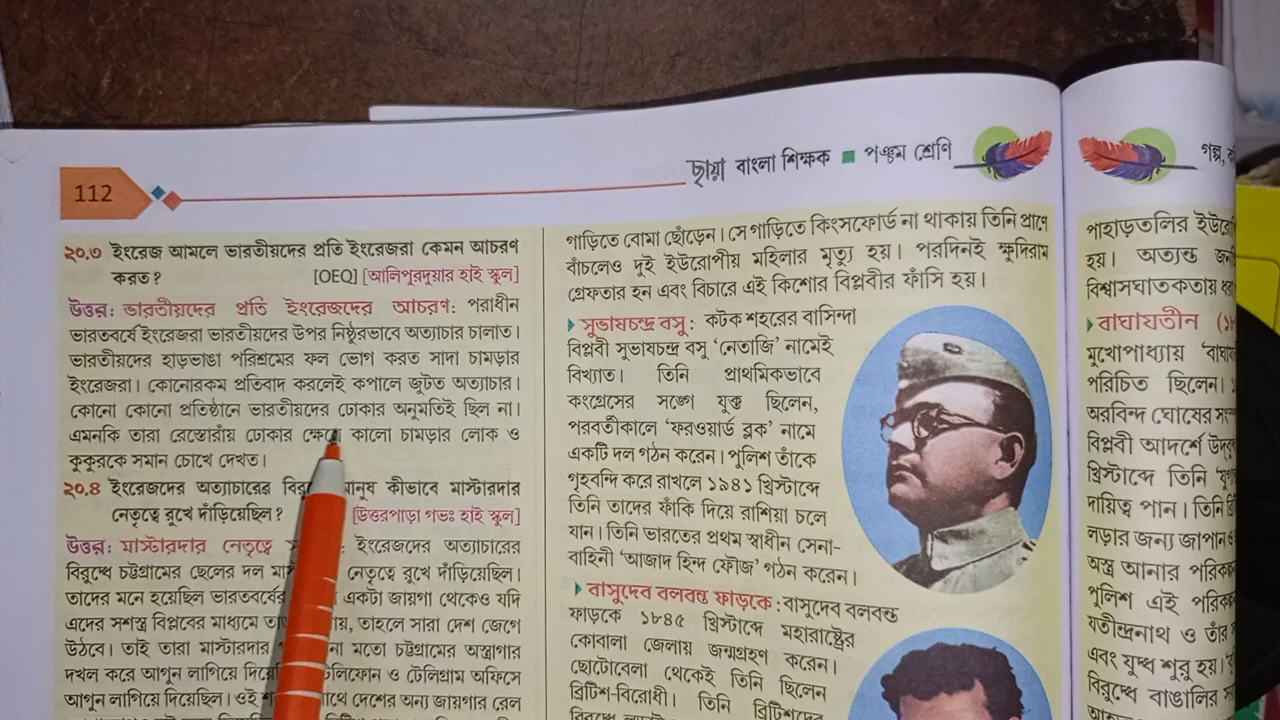 112
ছায়া বাংলা শিক্ষক ■ পঞ্চম শ্রেণি
২০.৩ ইংরেজ আমলে ভারতীয়দের প্রতি ইংরেজরা কেমন আচরণ
করত? [OEQ] [আলিপুরদুয়ার হাই স্কুল]
উত্তর: ভারতীয়দের প্রতি ইংরেজদের আচরণ: পরাধীন
ভারতবর্ষে ইংরেজরা ভারতীয়দের উপর নিষ্ঠুরভাবে অত্যাচার চালাত।
ভারতীয়দের হাড়ভাঙা পরিশ্রমের ফল ভোগ করত সাদা চামড়ার
ইংরেজরা। কোনোরকম প্রতিবাদ করলেই কপালে জুটত অত্যাচার।
কোনো কোনো প্রতিষ্ঠানে ভারতীয়দের ঢোকার অনুমতিই ছিল না।
এমনকি তারা রেস্তোরাঁয় ঢোকার কালো চামড়ার লোক ও
কুকুরকে সমান চোখে দেখত।
২০.৪ ইংরেজদের অত্যাচারের কীভাবে মাস্টারদার
নেতৃত্বে রুখে দাঁড়িয়েছিল? [উত্তরপাড়া গভঃ হাই স্কুল]
উত্তর: মাস্টারদার নেতৃত্বে ইংরেজদের অত্যাচারের
বিরুদ্ধে চট্টগ্রামের ছেলের দল নেতৃত্বে রুখে দাঁড়িয়েছিল।
তাদের মনে হয়েছিল ভারতবর্ষের একটা জায়গা থেকেও যদি
এদের সশস্ত্র বিপ্লবের মাধ্যমে তাহলে সারা দেশ জেগে
উঠবে। তাই তারা মাস্টারদার মতো চট্টগ্রামের অস্ত্রাগার
দখল করে আগুন লাগিয়ে ও টেলিগ্রাম অফিসে
আগুন লাগিয়ে দিয়েছিল। ওই দেশের অন্য জায়গার রেল
গাড়িতে বোমা ছোঁড়েন। সে গাড়িতে কিংসফোর্ড না থাকায় তিনি প্রাণে
বাঁচলেও দুই ইউরোপীয় মহিলার মৃত্যু হয়। পরদিনই ক্ষুদিরাম
গ্রেফতার হন এবং বিচারে এই কিশোর বিপ্লবীর ফাঁসি হয়।
সুভাষচন্দ্র বসু: কটক শহরের বাসিন্দা
বিপ্লবী সুভাষচন্দ্র বসু ‘নেতাজি’ নামেই
বিখ্যাত। তিনি প্রাথমিকভাবে
কংগ্রেসের সঙ্গে যুক্ত ছিলেন,
পরবর্তীকালে ‘ফরওয়ার্ড ব্লক’ নামে
একটি দল গঠন করেন। পুলিশ তাঁকে
গৃহবন্দি করে রাখলে ১৯৪১ খ্রিস্টাব্দে
তিনি তাদের ফাঁকি দিয়ে রাশিয়া চলে
যান। তিনি ভারতের প্রথম স্বাধীন সেনা-
বাহিনী ‘আজাদ হিন্দ ফৌজ’ গঠন করেন।
বাসুদেব বলবন্ত ফাড়কে: বাসুদেব বলবন্ত
ফাড়কে ১৮৪৫ খ্রিস্টাব্দে মহারাষ্ট্রের
কোবালা জেলায় জন্মগ্রহণ করেন।
ছোটোবেলা থেকেই তিনি ছিলেন
ব্রিটিশ-বিরোধী। তিনি ব্রিটিশদের
গল্প,
পাহাড়তলির
হয়। অত্যন্ত
বিশ্বাসঘাতকতায়
বাঘাযতীন
মুখোপাধ্যায়
পরিচিত ছিলেন।
অরবিন্দ ঘোষের
বিপ্লবী আদর্শে
খ্রিস্টাব্দে তিনি
দায়িত্ব পান। তিনি
লড়ার জন্য জাপান
অস্ত্র আনার
পুলিশ এই
যতীন্দ্রনাথ ও তাঁর
এবং যুদ্ধ শুরু হয়।
বিরুদ্ধে বাঙালির